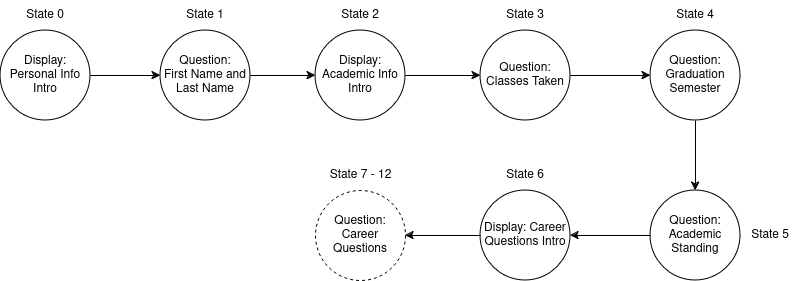 State 0
State 1
State 2
State 3
State 4
Display:
Personal Info
Intro
Question:
First Name and
Last Name
Display:
Academic Info
Intro
Question:
Classes Taken
Question:
Graduation
Semester
State 7 - 12
State 6
Question:
Career
Questions
Display: Career
Questions Intro
Question:
Academic
Standing
State 5